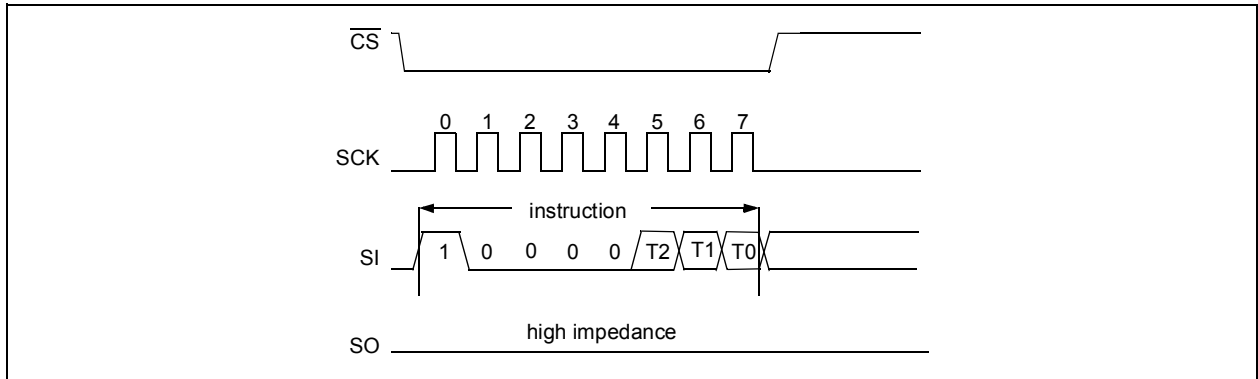 CS
0 1 2 3 4 5 6 7
SCK
instruction
SI 1 0 0 0 0 T2 T1 T0
high impedance
SO